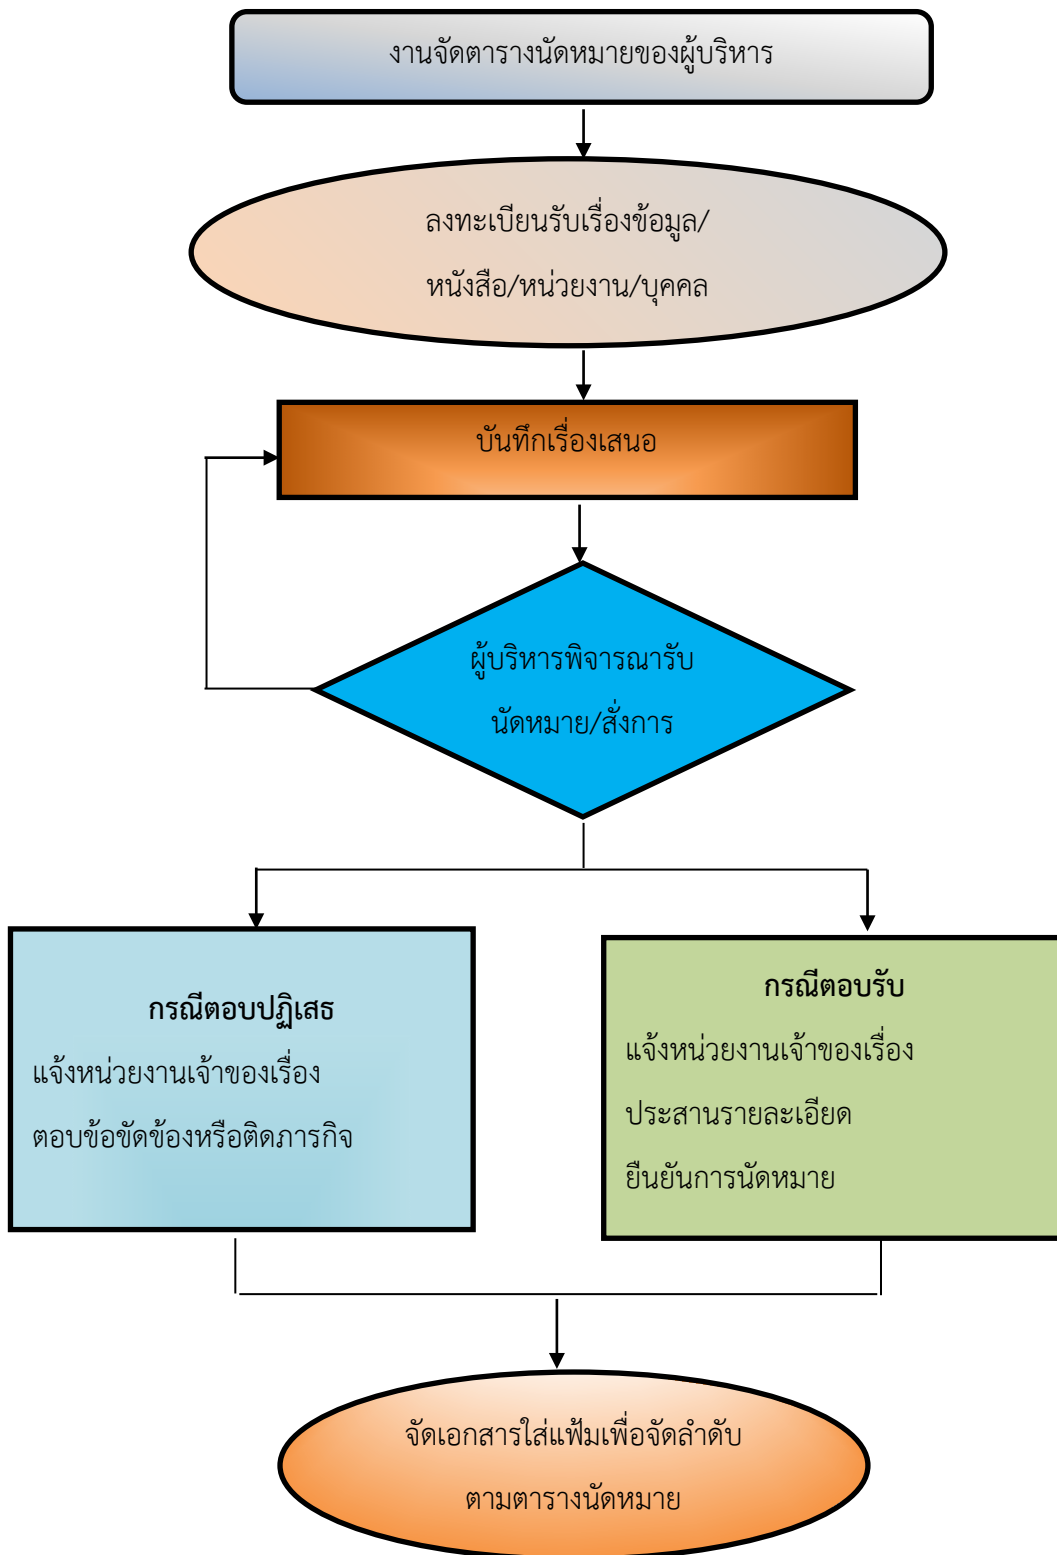 งานจัดตารางนัดหมายของผู้บริหาร
ลงทะเบียนรับเรื่องข้อมูล/
หนังสือ/หน่วยงาน/บุคคล
บันทึกเรื่องเสนอ
ผู้บริหารพิจารณารับ
นัดหมาย/สั่งการ
กรณีตอบปฏิเสธ
แจ้งหน่วยงานเจ้าของเรื่อง
ตอบข้อขัดข้องหรือติดภารกิจ
กรณีตอบรับ
แจ้งหน่วยงานเจ้าของเรื่อง
ประสานรายละเอียด
ยืนยันการนัดหมาย
จัดเอกสารใส่แฟ้มเพื่อจัดลำดับ
ตามตารางนัดหมาย